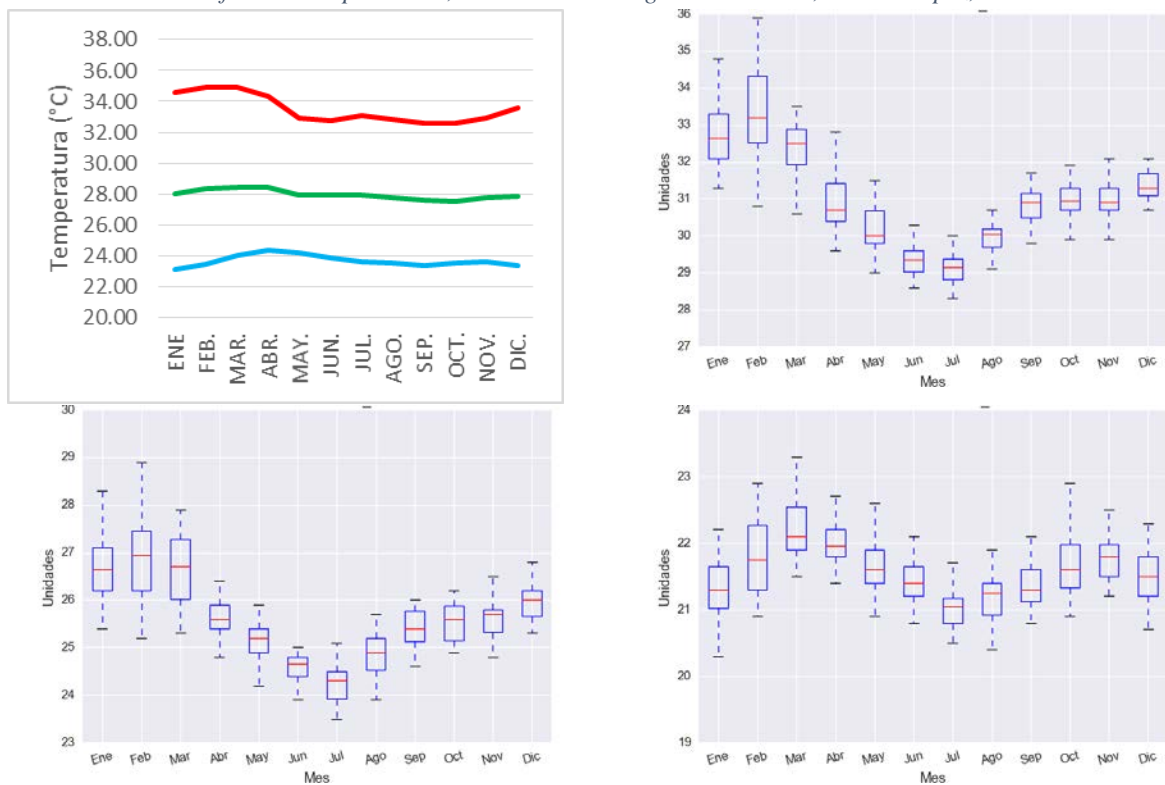 38.00
36.00
34.00
32.00
30.00
28.00
26.00
24.00
22.00
20.00
Temperatura (°C)
ENE
FEB.
MAR.
ABR.
MAY.
JUN.
JUL.
AGO.
SEP.
OCT.
NOV.
DIC.
36
35
34
33
32
31
30
29
28
27
Unidades
Ene Feb Mar Abr May Jun Jul Ago Sep Oct Nov Dic
Mes
30
29
28
27
26
25
24
23
Unidades
Ene Feb Mar Abr May Jun Jul Ago Sep Oct Nov Dic
Mes
24
23
22
21
20
19
Unidades
Ene Feb Mar Abr May Jun Jul Ago Sep Oct Nov Dic
Mes